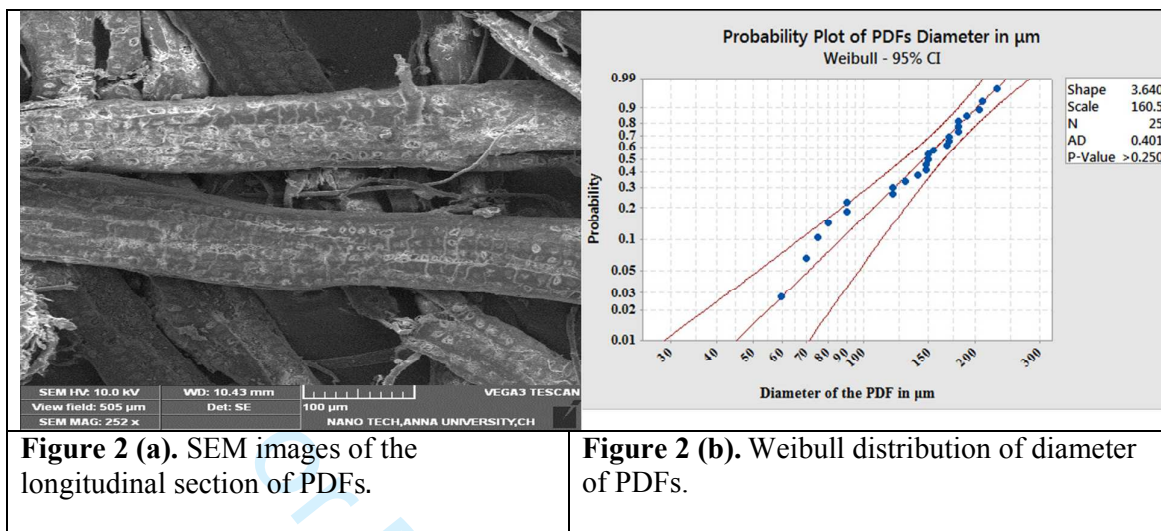 SEM HV: 10.0 kV WD: 10.43 mm VEGA3 TESCAN
View field: 505 µm Det: SE 100 µm
SEM MAG: 252 x NANO TECH,ANNA UNIVERSITY,CH
Probability Plot of PDFs Diameter in µm
Weibull - 95% CI
Probability
0.99
0.9
0.8
0.7
0.6
0.5
0.4
0.3
0.2
0.1
0.05
0.03
0.02
0.01
30 40 50 60 70 80 90 100 150 200 300
Diameter of the PDF in µm
Shape 3.640
Scale 160.5
N 25
AD 0.401
P-Value >0.250
Figure 2 (a). SEM images of the
longitudinal section of PDFs.
Figure 2 (b). Weibull distribution of diameter
of PDFs.